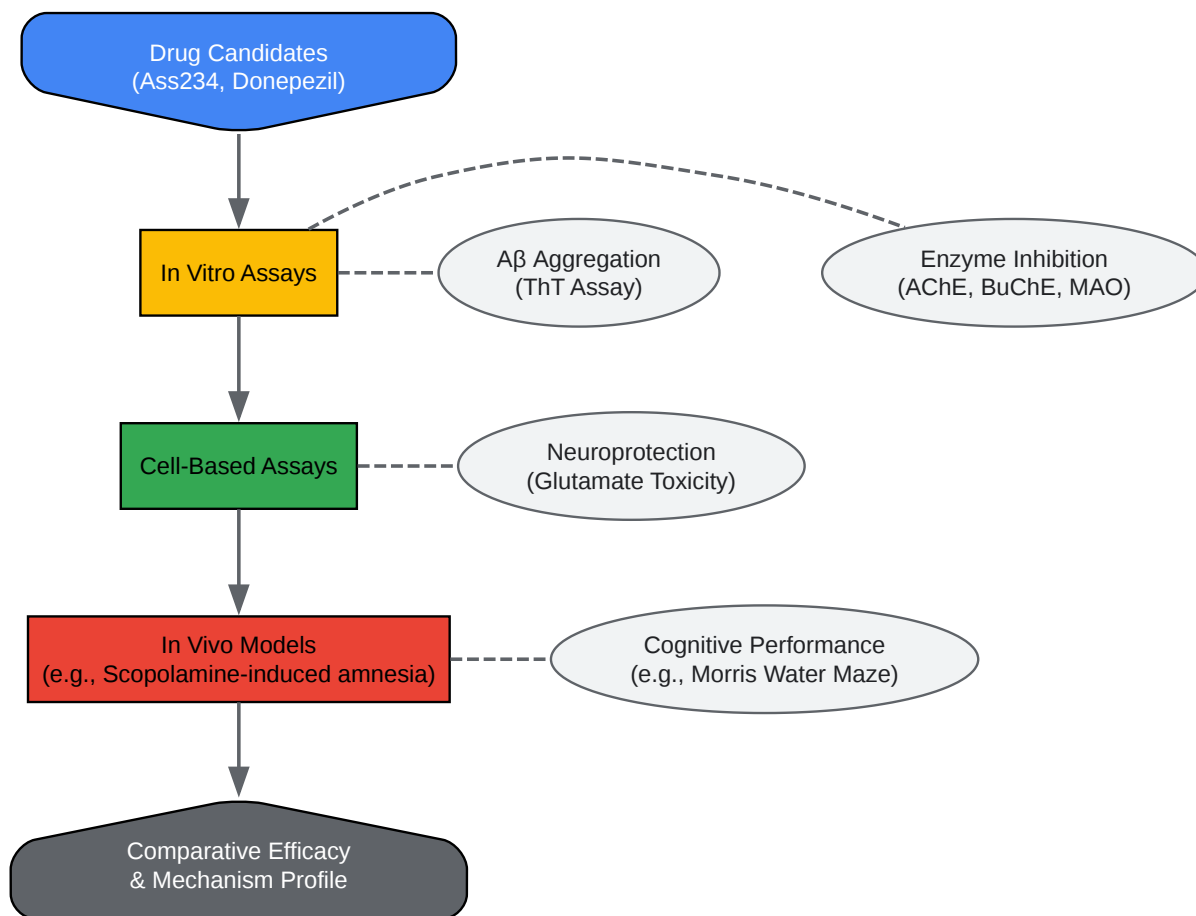 Drug Candidates
(Ass234, Donepezil)
In Vitro Assays
Aβ Aggregation
(ThT Assay)
Enzyme Inhibition
(AChE, BuChE, MAO)
Cell-Based Assays
Neuroprotection
(Glutamate Toxicity)
In Vivo Models
(e.g., Scopolamine-induced amnesia)
Cognitive Performance
(e.g., Morris Water Maze)
Comparative Efficacy
& Mechanism Profile